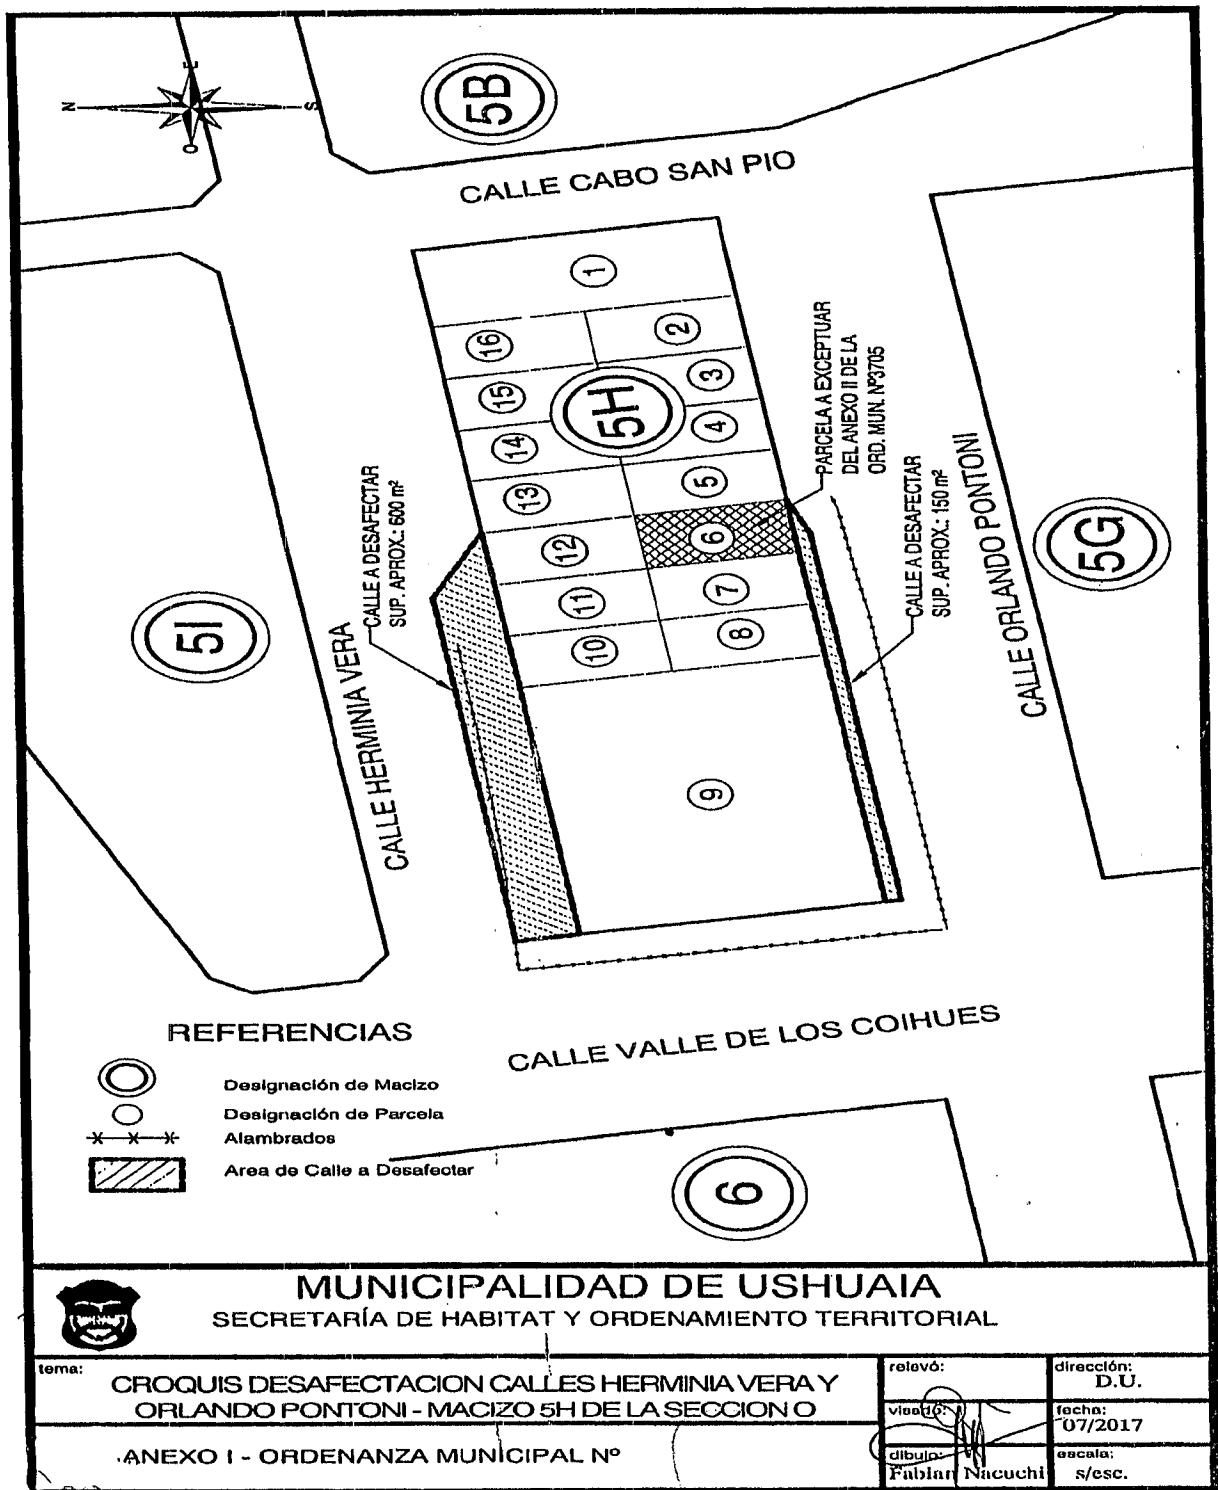 N
E
S
O
5B
CALLE CABO SAN PIO
1
16
2
15
3
5H
14
4
13
5
12
6
11
7
10
8
9
PARCELA A EXCEPTUAR
DEL ANEXO II DE LA
ORD. MUN. Nº3705
CALLE A DESAFECTAR
SUP. APROX.: 600 m²
CALLE A DESAFECTAR
SUP. APROX.: 150 m²
CALLE HERMINIA VERA
CALLE ORLANDO PONTONI
5I
5G
CALLE VALLE DE LOS COIHUES
6
REFERENCIAS
Designación de Macizo
Designación de Parcela
Alambrados
Area de Calle a Desafectar
MUNICIPALIDAD DE USHUAIA
SECRETARÍA DE HABITAT Y ORDENAMIENTO TERRITORIAL
tema:
CROQUIS DESAFECTACION CALLES HERMINIA VERA Y
ORLANDO PONTONI - MACIZO 5H DE LA SECCION O
ANEXO I - ORDENANZA MUNICIPAL Nº
relevó:
dirección:
D.U.
visado:
fecha:
07/2017
dibujo:
Fabian Nacuchi
escala:
s/esc.